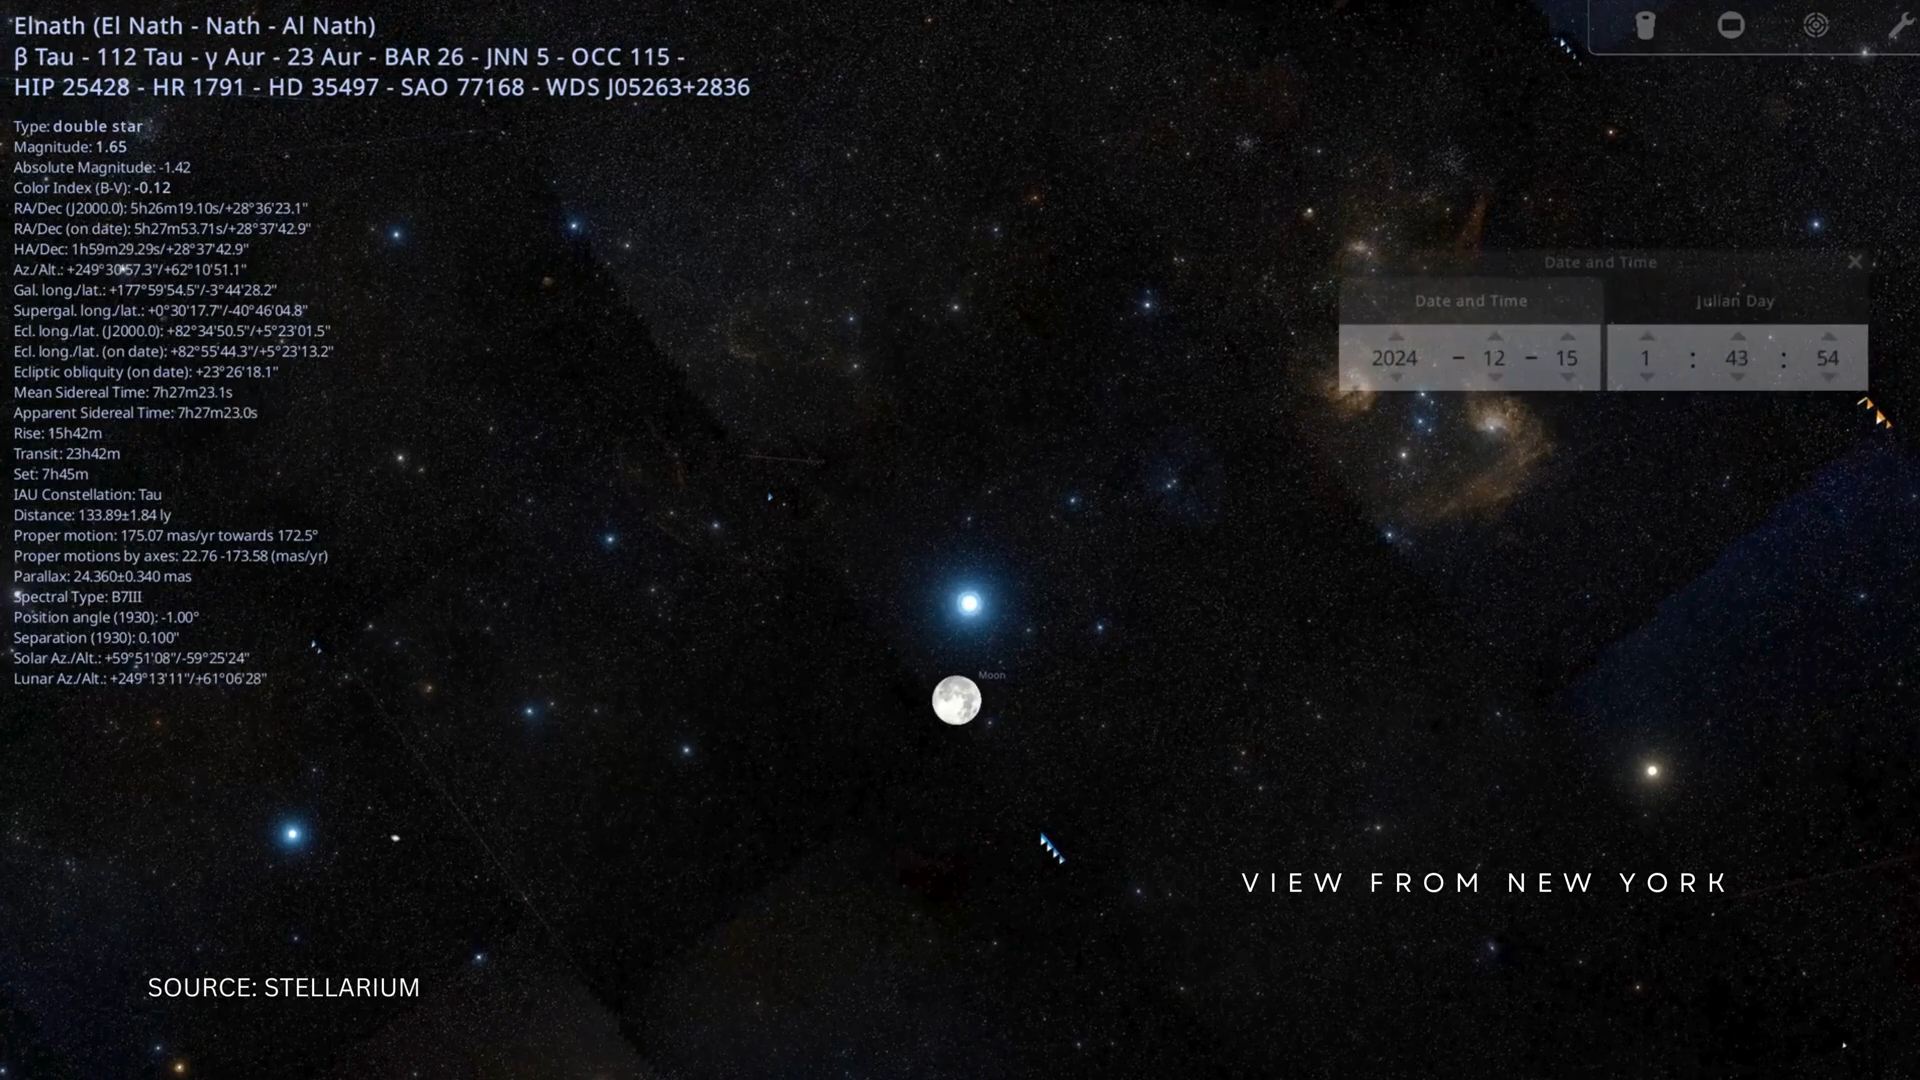 Elnath (El Nath - Nath - Al Nath)
β Tau - 112 Tau - γ Aur - 23 Aur - BAR 26 - JNN 5 - OCC 115 -
HIP 25428 - HR 1791 - HD 35497 - SAO 77168 - WDS J05263+2836
Type: double star
Magnitude: 1.65
Absolute Magnitude: -1.42
Color Index (B-V): -0.12
RA/Dec (J2000.0): 5h26m19.10s/+28°36'23.1"
RA/Dec (on date): 5h27m53.71s/+28°37'42.9"
HA/Dec: 1h59m29.29s/+28°37'42.9"
Az./Alt.: +249°30'57.3"/+62°10'51.1"
Gal. long./lat.: +177°59'54.5"/-3°44'28.2"
Supergal. long./lat.: +0°30'17.7"/-40°46'04.8"
Ecl. long./lat. (J2000.0): +82°34'50.5"/+5°23'01.5"
Ecl. long./lat. (on date): +82°55'44.3"/+5°23'13.2"
Ecliptic obliquity (on date): +23°26'18.1"
Mean Sidereal Time: 7h27m23.1s
Apparent Sidereal Time: 7h27m23.0s
Rise: 15h42m
Transit: 23h42m
Set: 7h45m
IAU Constellation: Tau
Distance: 133.89±1.84 ly
Proper motion: 175.07 mas/yr towards 172.5°
Proper motions by axes: 22.76 -173.58 (mas/yr)
Parallax: 24.360±0.340 mas
Spectral Type: B7III
Position angle (1930): -1.00°
Separation (1930): 0.100"
Solar Az./Alt.: +59°51'08"/-59°25'24"
Lunar Az./Alt.: +249°13'11"/+61°06'28"
Date and Time
Date and Time
Julian Day
2024 - 12 - 15
1 : 43 : 54
Moon
VIEW FROM NEW YORK
SOURCE: STELLARIUM